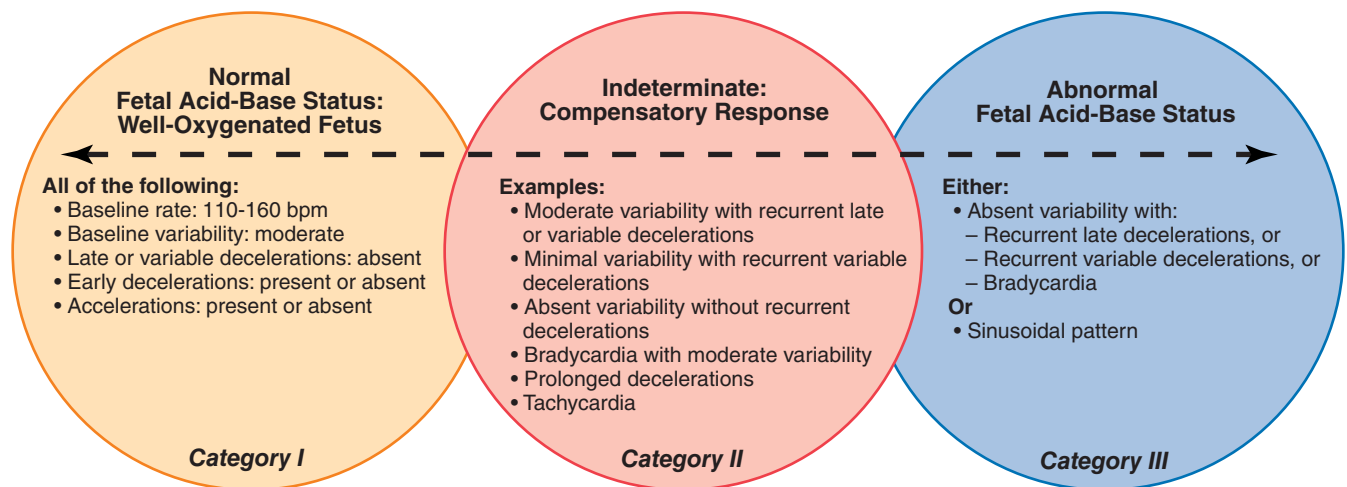 Normal
Fetal Acid-Base Status:
Well-Oxygenated Fetus
All of the following:
• Baseline rate: 110-160 bpm
• Baseline variability: moderate
• Late or variable decelerations: absent
• Early decelerations: present or absent
• Accelerations: present or absent
Category I
Indeterminate:
Compensatory Response
Examples:
• Moderate variability with recurrent late
or variable decelerations
• Minimal variability with recurrent variable
decelerations
• Absent variability without recurrent
decelerations
• Bradycardia with moderate variability
• Prolonged decelerations
• Tachycardia
Category II
Abnormal
Fetal Acid-Base Status
Either:
• Absent variability with:
– Recurrent late decelerations, or
– Recurrent variable decelerations, or
– Bradycardia
Or
• Sinusoidal pattern
Category III